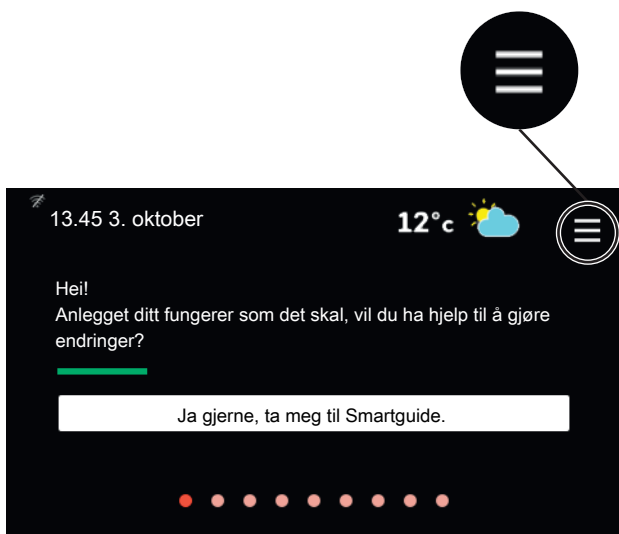 13.45 3. oktober
12°c
Hei!
Anlegget ditt fungerer som det skal, vil du ha hjelp til å gjøre
endringer?
Ja gjerne, ta meg til Smartguide.